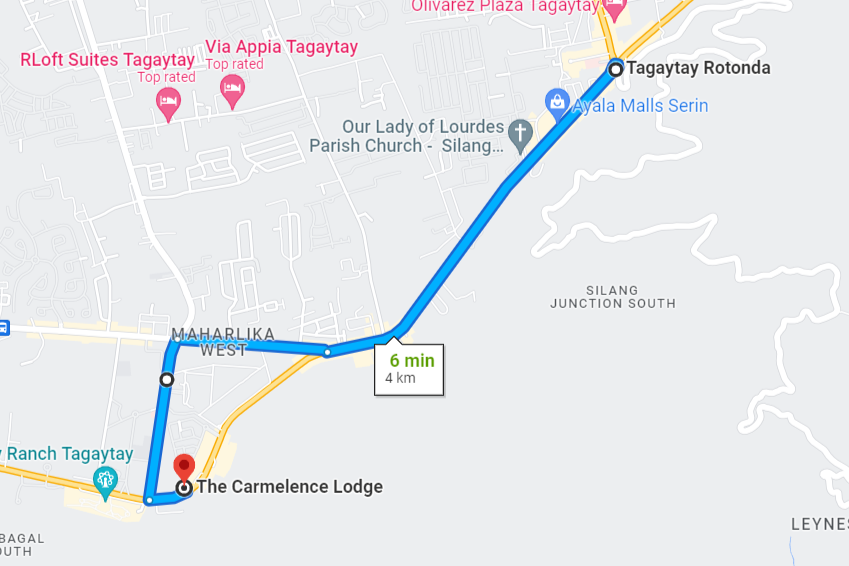 Olivarez Plaza Tagaytay
Via Appia Tagaytay
Top rated
RLoft Suites Tagaytay
Top rated
Tagaytay Rotonda
Ayala Malls Serin
Our Lady of Lourdes
Parish Church - Silang...
SILANG
JUNCTION SOUTH
MAHARLIKA
WEST
6 min
4 km
y Ranch Tagaytay
The Carmelence Lodge
LEYNES
BAGAL
OUTH